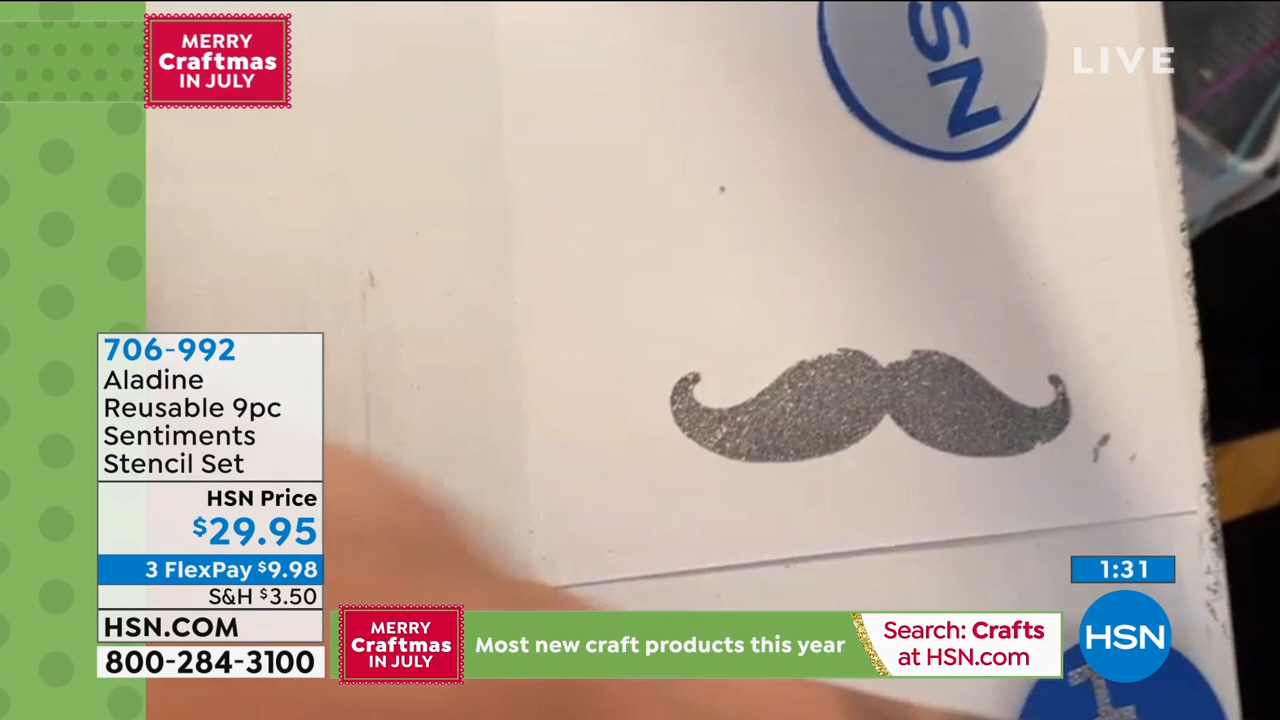 MERRY
Craftmas
IN JULY
LIVE
HSN
706-992
Aladine
Reusable 9pc
Sentiments
Stencil Set
HSN Price
$29.95
3 FlexPay $9.98
S&H $3.50
HSN.COM
800-284-3100
MERRY
Craftmas
IN JULY
Most new craft products this year
Search: Crafts
at HSN.com
1:31
HSN